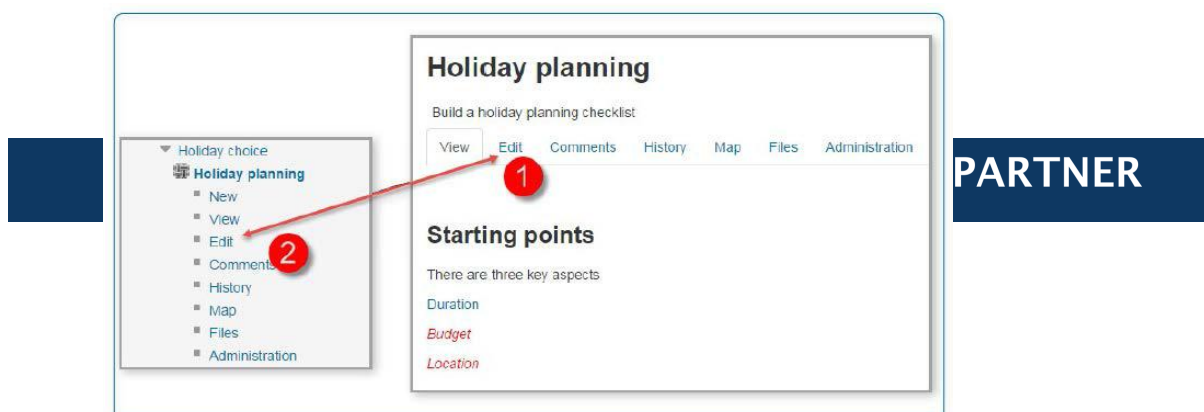 Holiday planning
Build a holiday planning checklist
View Edit Comments History Map Files Administration
1
Starting points
There are three key aspects
Duration
Budget
Location
Holiday choice
Holiday planning
New
View
Edit
2
Comments
History
Map
Files
Administration
PARTNER